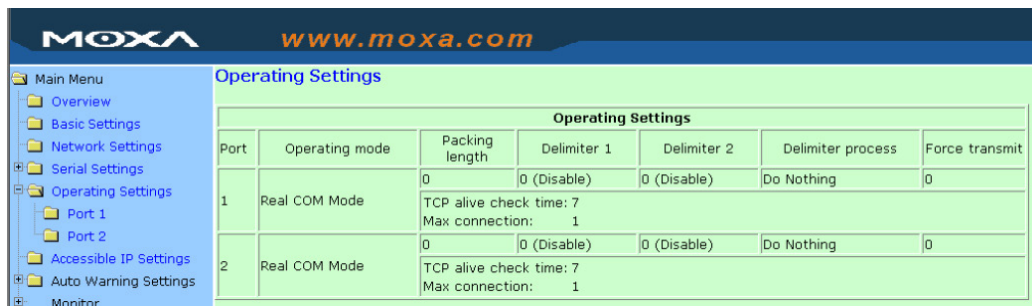 MOXA www.moxa.com
Main Menu
Overview
Basic Settings
Network Settings
Serial Settings
Operating Settings
Port 1
Port 2
Accessible IP Settings
Auto Warning Settings
Monitor
Operating Settings
Operating Settings
Port Operating mode Packing length Delimiter 1 Delimiter 2 Delimiter process Force transmit
1 Real COM Mode 0 0 (Disable) 0 (Disable) Do Nothing 0
TCP alive check time: 7
Max connection: 1
2 Real COM Mode 0 0 (Disable) 0 (Disable) Do Nothing 0
TCP alive check time: 7
Max connection: 1